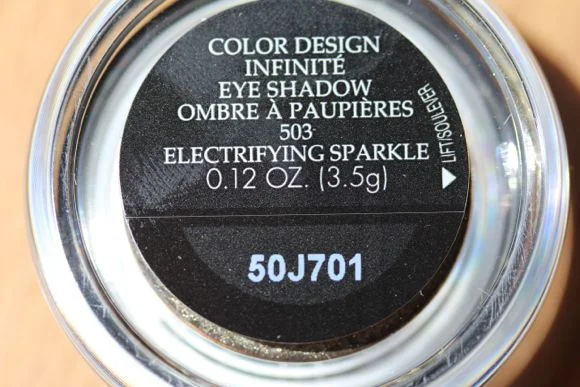 COLOR DESIGN
INFINITÉ
EYE SHADOW
OMBRE À PAUPIÈRES
503
ELECTRIFYING SPARKLE
0.12 OZ. (3.5g)
LIFT/SOULEVER
50J701